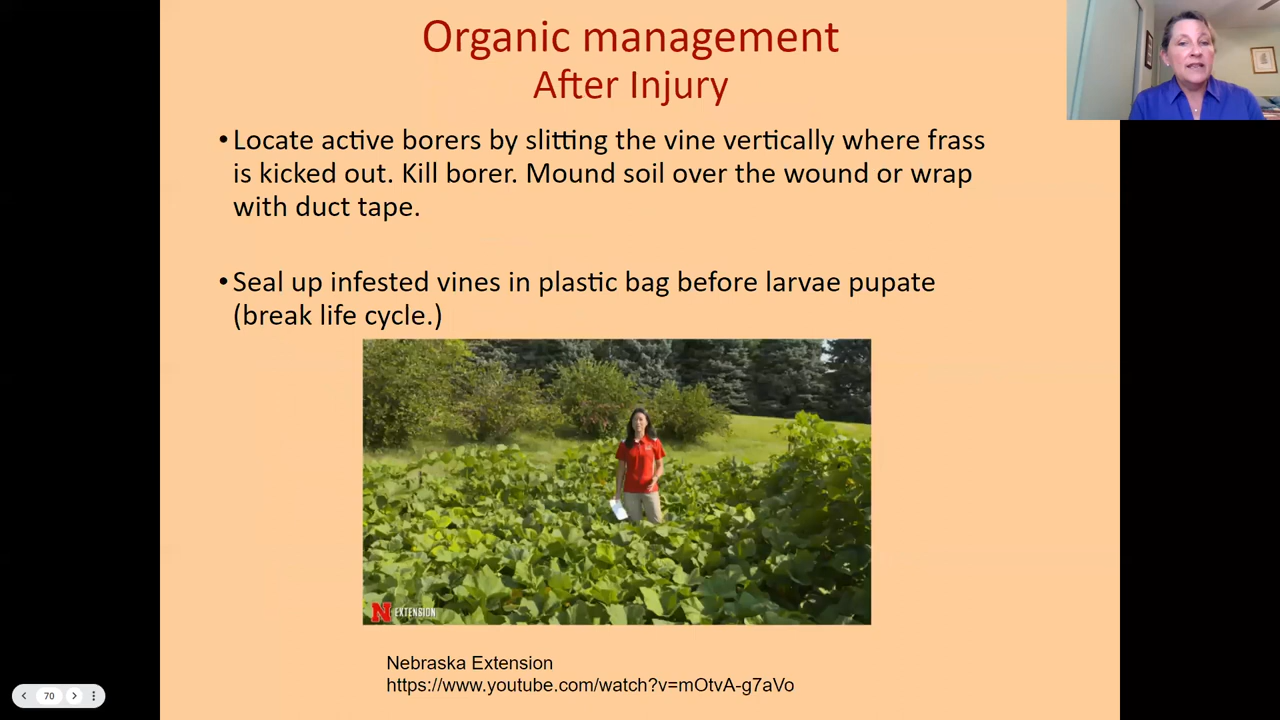 Organic management
After Injury
•Locate active borers by slitting the vine vertically where frass
is kicked out. Kill borer. Mound soil over the wound or wrap
with duct tape.
•Seal up infested vines in plastic bag before larvae pupate
(break life cycle.)
N EXTENSION
Nebraska Extension
https://www.youtube.com/watch?v=mOtvA-g7aVo
70